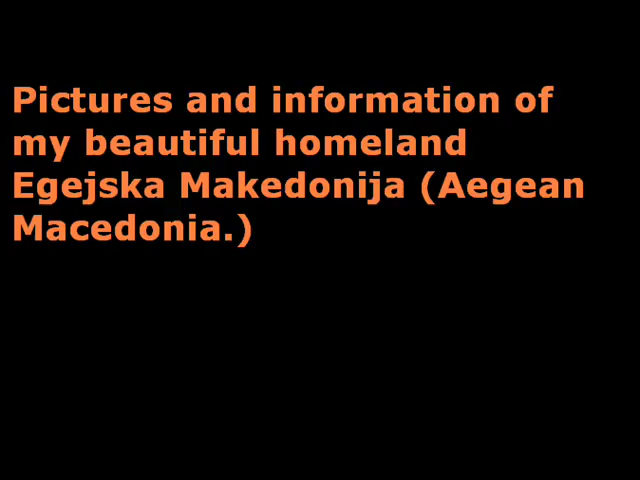 Pictures and information of
my beautiful homeland
Egejska Makedonija (Aegean
Macedonia.)